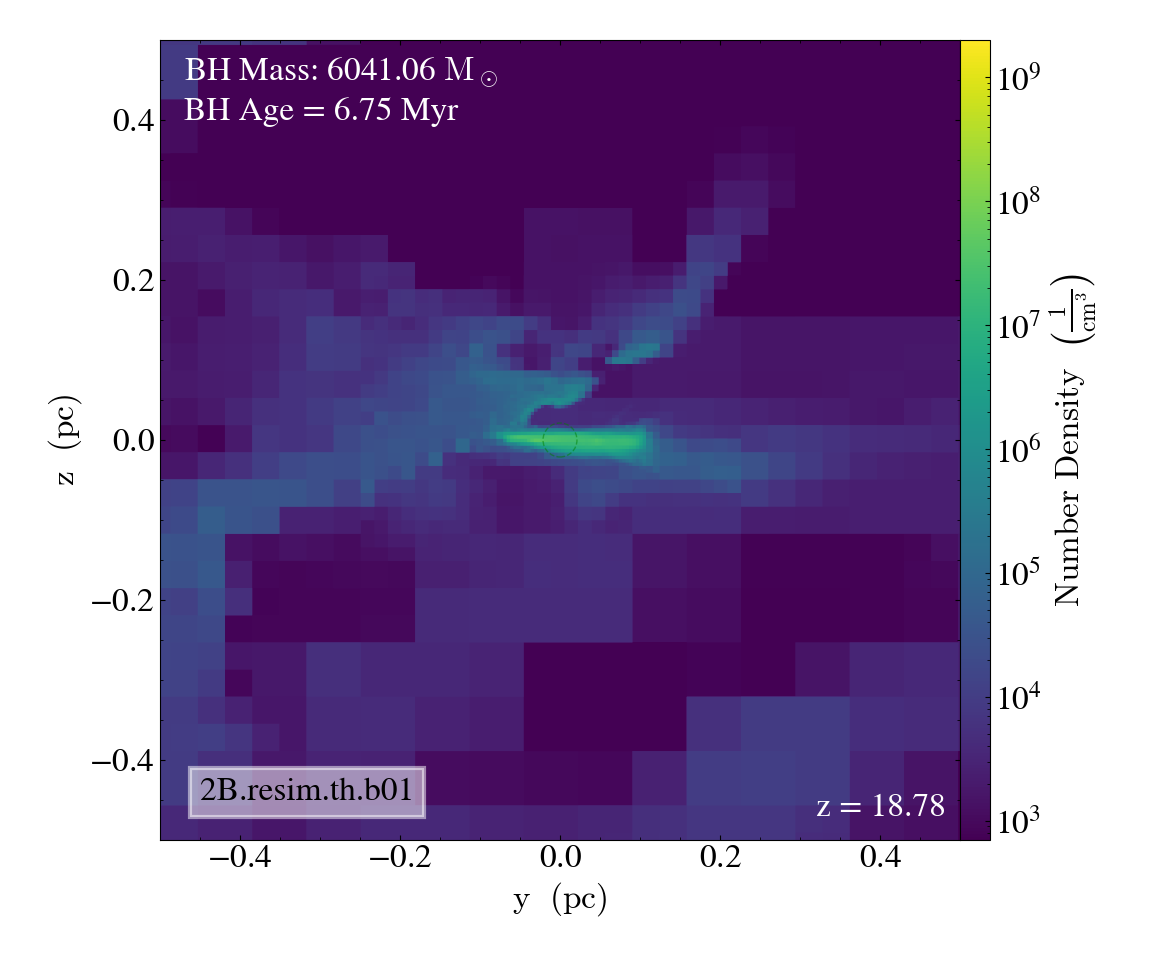 BH Mass: 6041.06 M⊙
BH Age = 6.75 Myr
2B.resim.th.b01
z = 18.78
0.4
0.2
0.0
−0.2
−0.4
z (pc)
−0.4
−0.2
0.0
0.2
0.4
y (pc)
10⁹
10⁸
10⁷
10⁶
10⁵
10⁴
10³
Number Density (1/cm³)